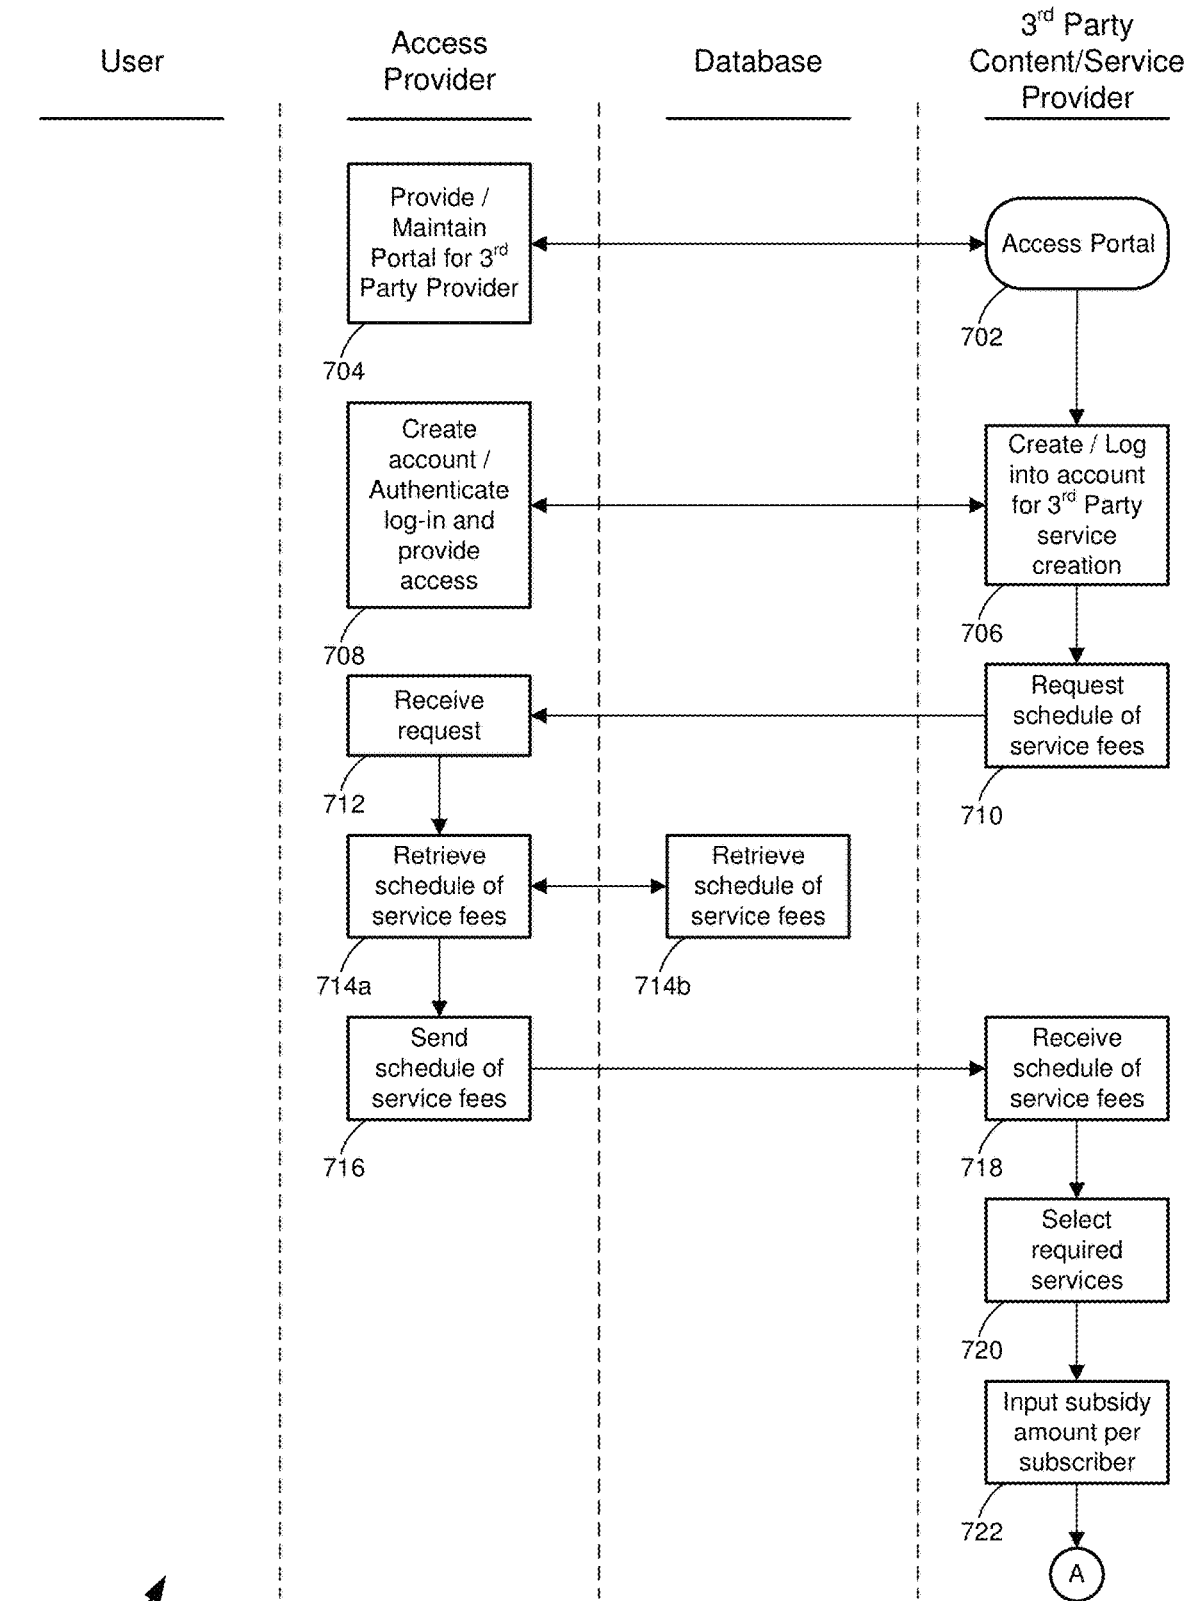 User
Access
Provider
Database
3rd Party
Content/Service
Provider
Provide /
Maintain
Portal for 3rd
Party Provider
704
Access Portal
702
Create
account /
Authenticate
log-in and
provide
access
708
Create / Log
into account
for 3rd Party
service
creation
706
Receive
request
712
Request
schedule of
service fees
710
Retrieve
schedule of
service fees
714a
Retrieve
schedule of
service fees
714b
Send
schedule of
service fees
716
Receive
schedule of
service fees
718
Select
required
services
720
Input subsidy
amount per
subscriber
722
A